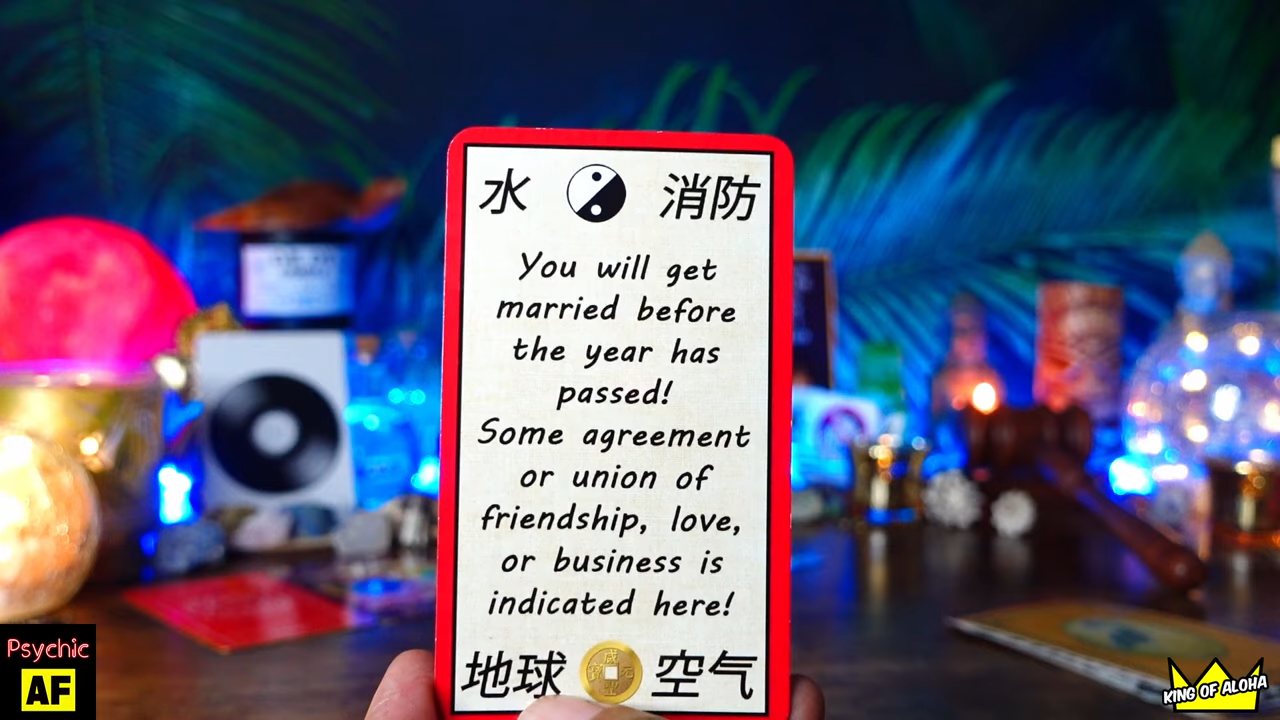 水 消防
You will get
married before
the year has
passed!
Some agreement
or union of
friendship, love,
or business is
indicated here!
地球 空气
Psychic
AF
KING OF ALOHA